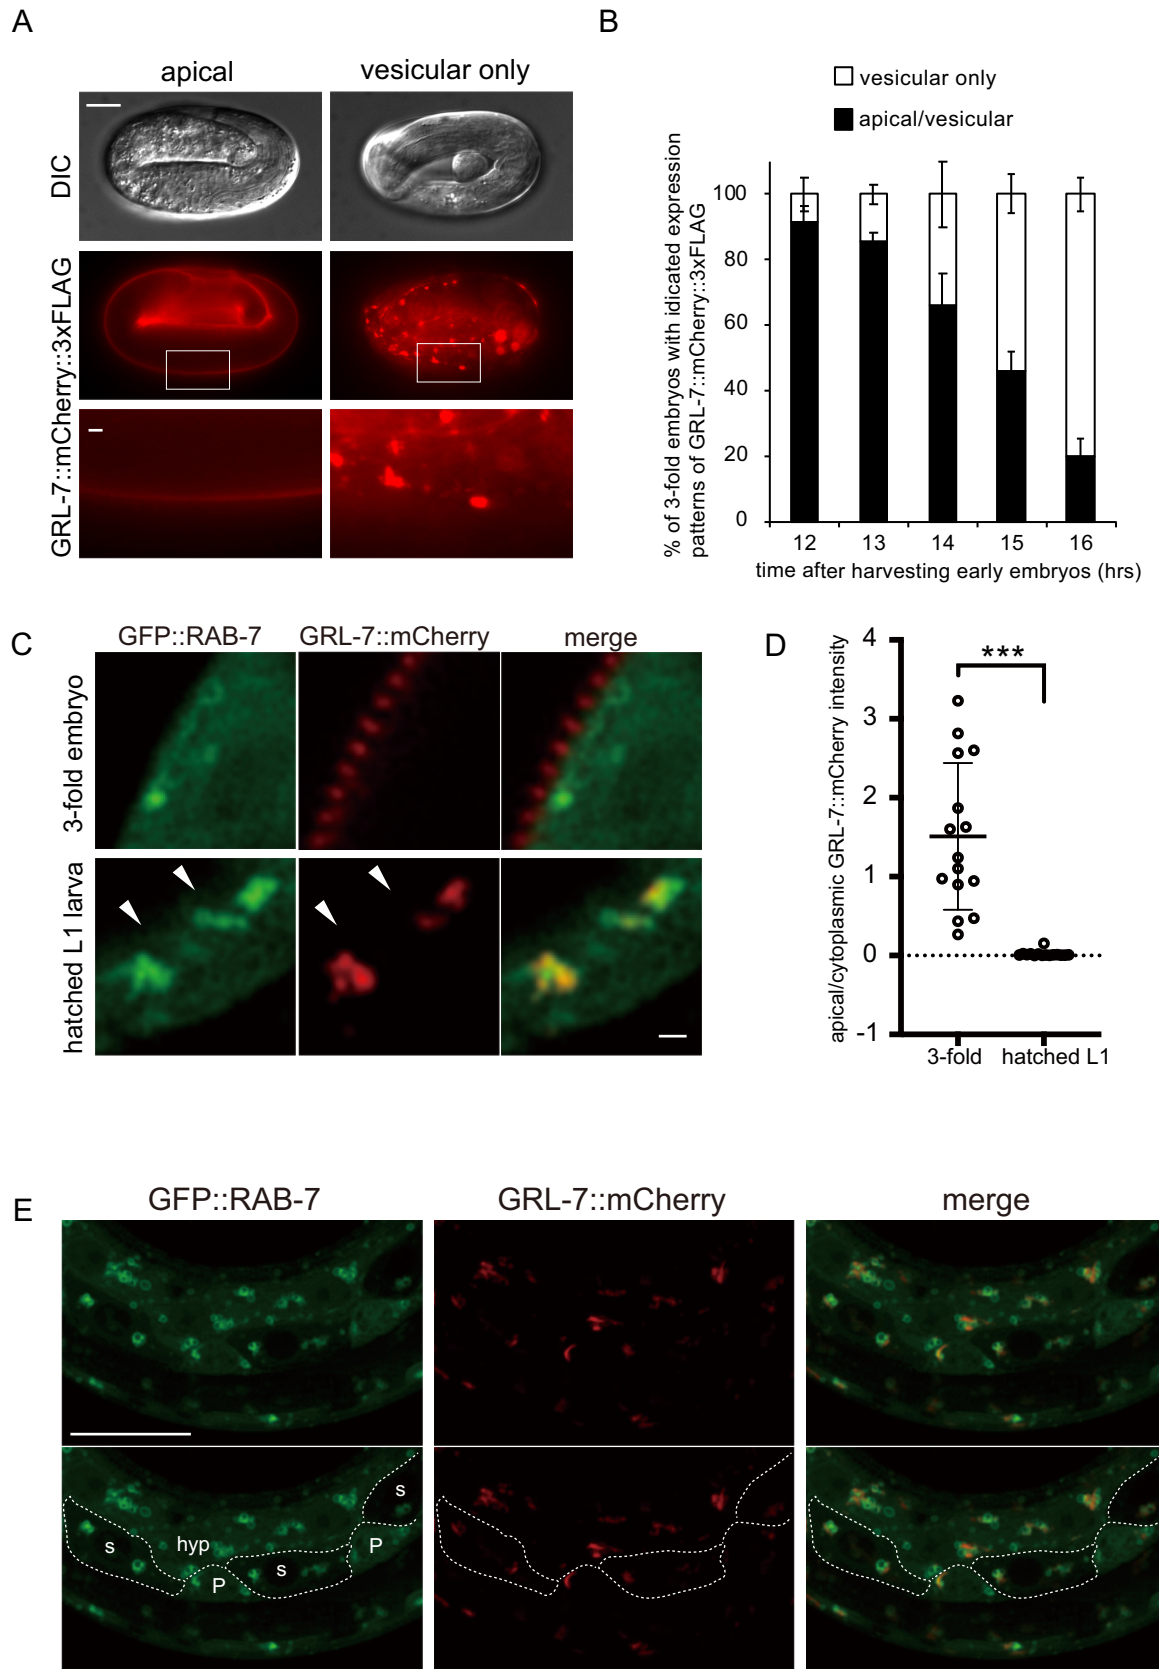 A
apical
vesicular only
DIC
GRL-7::mCherry::3xFLAG
B
vesicular only
apical/vesicular
% of 3-fold embryos with idicated expression
patterns of GRL-7::mCherry::3xFLAG
100
80
60
40
20
0
12 13 14 15 16
time after harvesting early embryos (hrs)
C
GFP::RAB-7 GRL-7::mCherry merge
3-fold embryo
hatched L1 larva
D
apical/cytoplasmic GRL-7::mCherry intensity
4
3
2
1
0
-1
***
3-fold hatched L1
E
GFP::RAB-7 GRL-7::mCherry merge
s
hyp
P
s
P
s